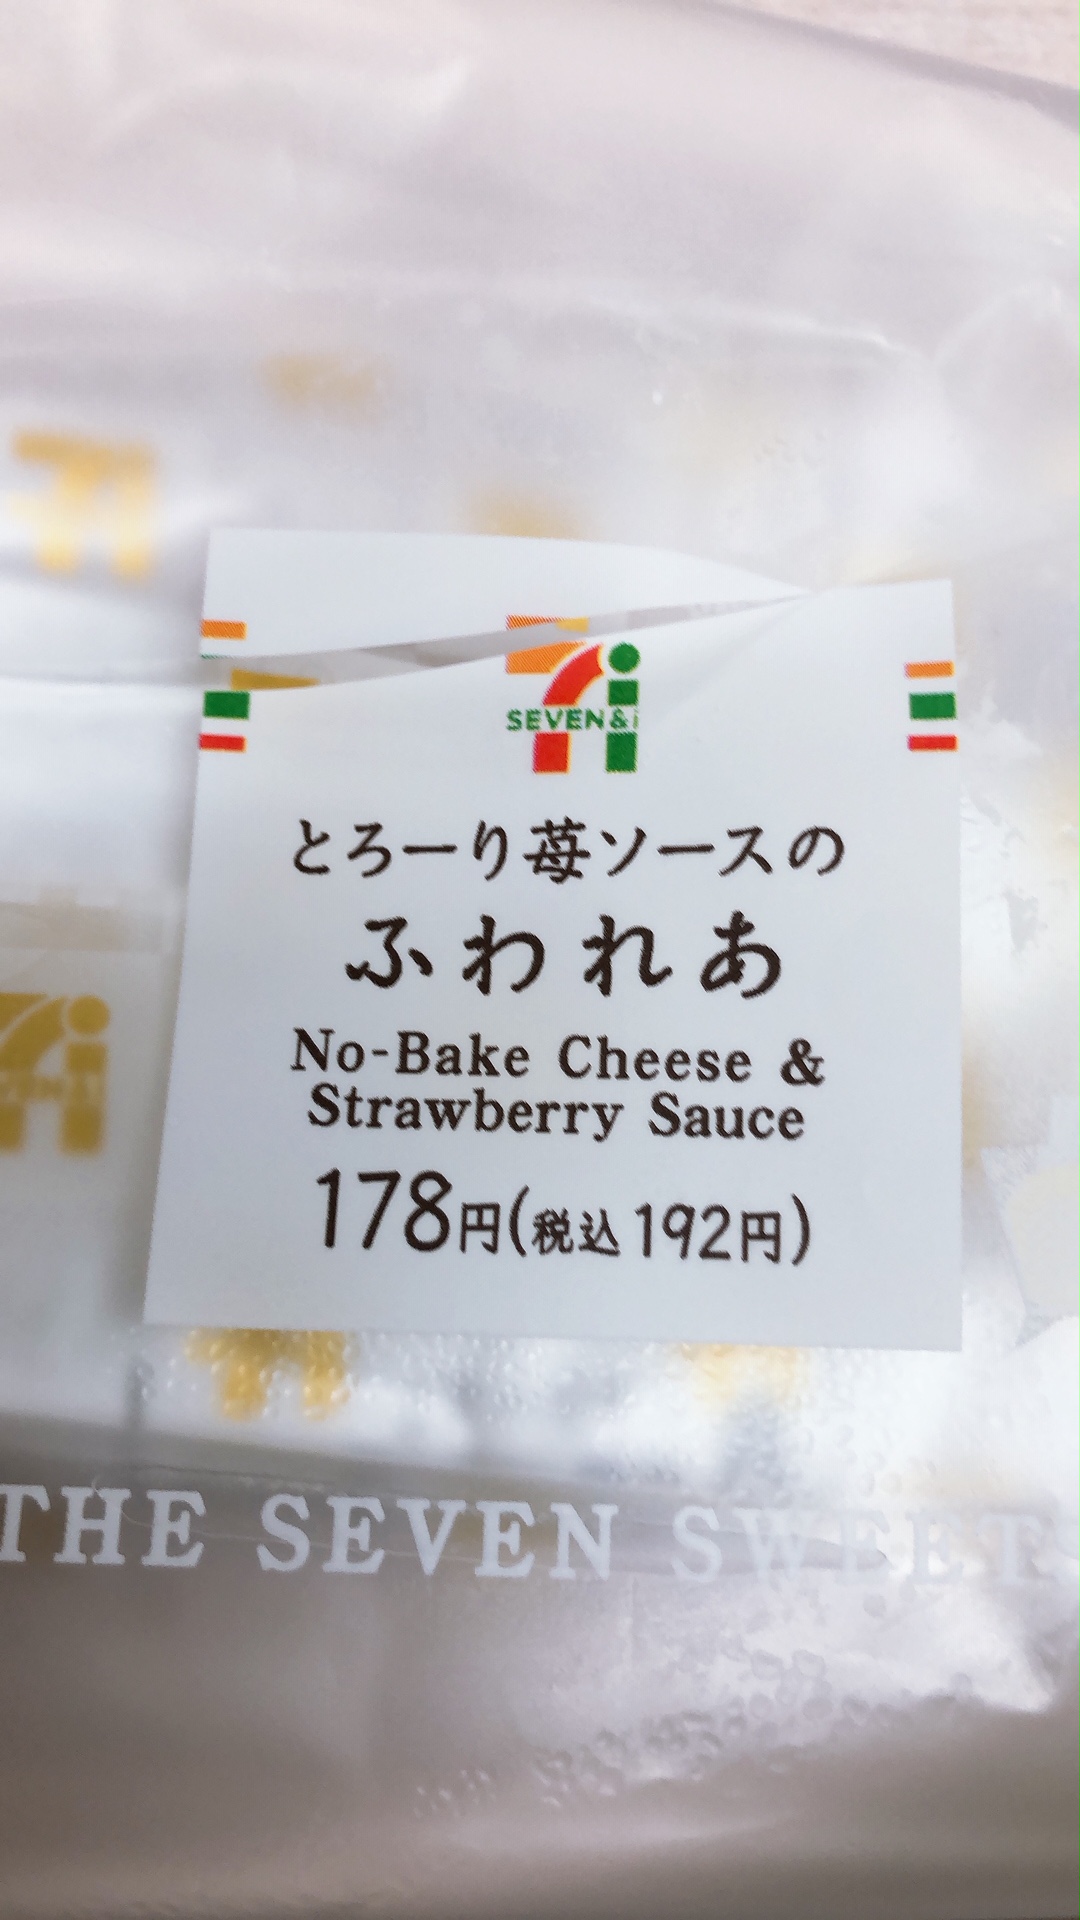 SEVEN&i
とろーり苺ソースの
ふわれあ
No-Bake Cheese &
Strawberry Sauce
178円(税込192円)
THE SEVEN SWEET